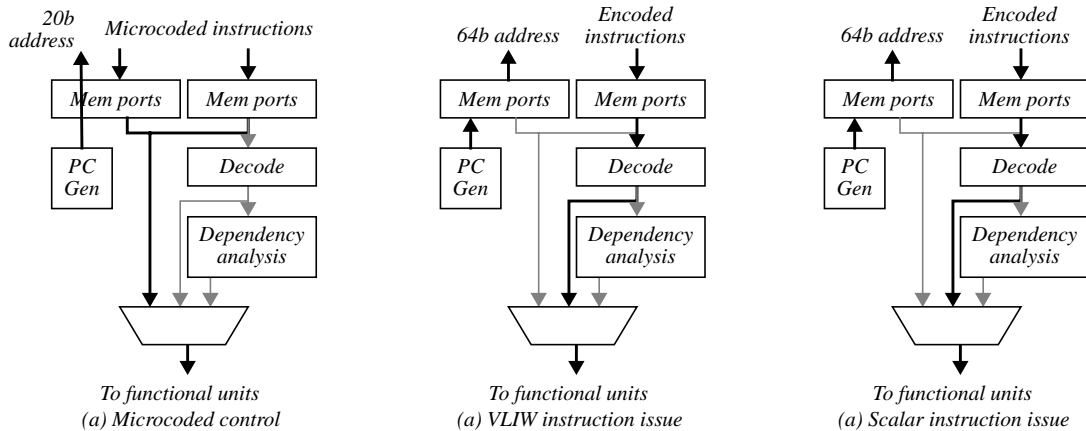 20b
address
Microcoded instructions
Mem ports
Mem ports
PC
Gen
Decode
Dependency
analysis
To functional units
(a) Microcoded control
64b address
Encoded
instructions
Mem ports
Mem ports
PC
Gen
Decode
Dependency
analysis
To functional units
(a) VLIW instruction issue
64b address
Encoded
instructions
Mem ports
Mem ports
PC
Gen
Decode
Dependency
analysis
To functional units
(a) Scalar instruction issue